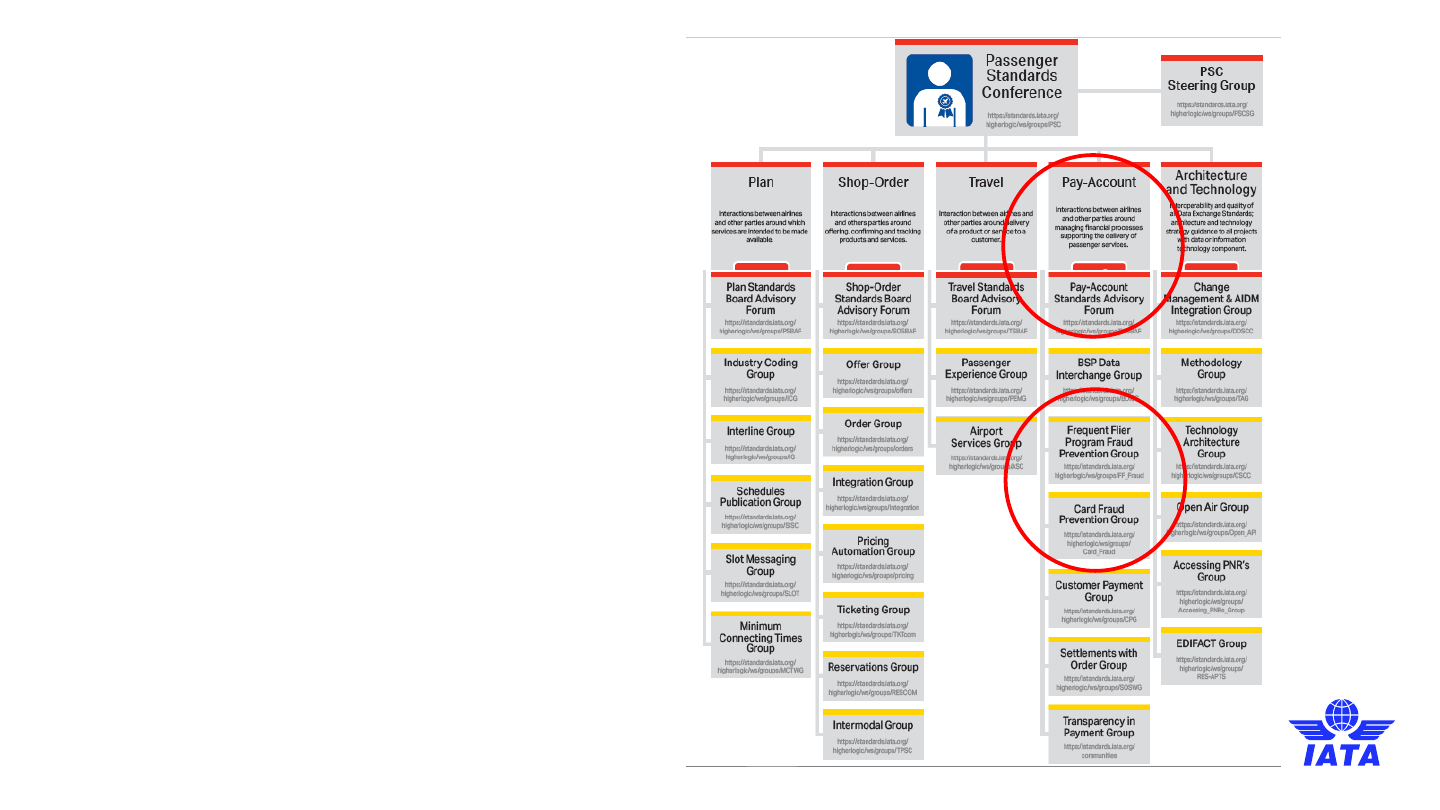 Passenger
Standards
Conference
https://standards.iata.org/
higherlogic/ws/groups/PSC
PSC
Steering Group
https://standards.iata.org/
higherlogic/ws/groups/PSCSG
Plan
Interactions between airlines
and other parties around which
services are intended to be made
available.
Plan Standards
Board Advisory
Forum
https://standards.iata.org/
higherlogic/ws/groups/PSBAF
Industry Coding
Group
https://standards.iata.org/
higherlogic/ws/groups/ICG
Interline Group
https://standards.iata.org/
higherlogic/ws/groups/IG
Schedules
Publication Group
https://standards.iata.org/
higherlogic/ws/groups/SISC
Slot Messaging
Group
https://standards.iata.org/
higherlogic/ws/groups/SLOT
Minimum
Connecting Times
Group
https://standards.iata.org/
higherlogic/ws/groups/MCTWG
Shop-Order
Interactions between airlines
and others parties around
offering, confirming and tracking
products and services.
Shop-Order
Standards Board
Advisory Forum
https://standards.iata.org/
higherlogic/ws/groups/SOSBAF
Offer Group
https://standards.iata.org/
higherlogic/ws/groups/offers
Order Group
https://standards.iata.org/
higherlogic/ws/groups/orders
Integration Group
https://standards.iata.org/
higherlogic/ws/groups/Integration
Pricing
Automation Group
https://standards.iata.org/
higherlogic/ws/groups/pricing
Ticketing Group
https://standards.iata.org/
higherlogic/ws/groups/TKTcom
Reservations Group
https://standards.iata.org/
higherlogic/ws/groups/RESCOM
Intermodal Group
https://standards.iata.org/
higherlogic/ws/groups/TPSC
Travel
Interaction between airlines and
other parties around delivery
of a product or service to a
customer.
Travel Standards
Board Advisory
Forum
https://standards.iata.org/
higherlogic/ws/groups/TSBAF
Passenger
Experience Group
https://standards.iata.org/
higherlogic/ws/groups/PEMG
Airport
Services Group
https://standards.iata.org/
higherlogic/ws/groups/ASC
Pay-Account
Interactions between airlines
and other parties around
managing financial processes
supporting the delivery of
passenger services.
Pay-Account
Standards Advisory
Forum
https://standards.iata.org/
BSP Data
Interchange Group
https://standards.iata.org/
Frequent Flier
Program Fraud
Prevention Group
https://standards.iata.org/
higherlogic/ws/groups/FF_Fraud
Card Fraud
Prevention Group
https://standards.iata.org/
higherlogic/ws/groups/
Card_Fraud
Customer Payment
Group
https://standards.iata.org/
higherlogic/ws/groups/CPG
Settlements with
Order Group
https://standards.iata.org/
higherlogic/ws/groups/SOSWG
Transparency in
Payment Group
https://standards.iata.org/
communities
Architecture
and Technology
Interoperability and quality of
all Data Exchange Standards;
architecture and technology
strategy guidance to all projects
with data or information
technology component.
Change
Management & AIDM
Integration Group
https://standards.iata.org/
higherlogic/ws/groups/DDSCC
Methodology
Group
https://standards.iata.org/
higherlogic/ws/groups/TAG
Technology
Architecture
Group
https://standards.iata.org/
higherlogic/ws/groups/CSCC
Open Air Group
https://standards.iata.org/
higherlogic/ws/groups/Open_API
Accessing PNR's
Group
https://standards.iata.org/
higherlogic/ws/groups/
Accessing_PNRs_Group
EDIFACT Group
https://standards.iata.org/
higherlogic/ws/groups/
RES-APTS
IATA